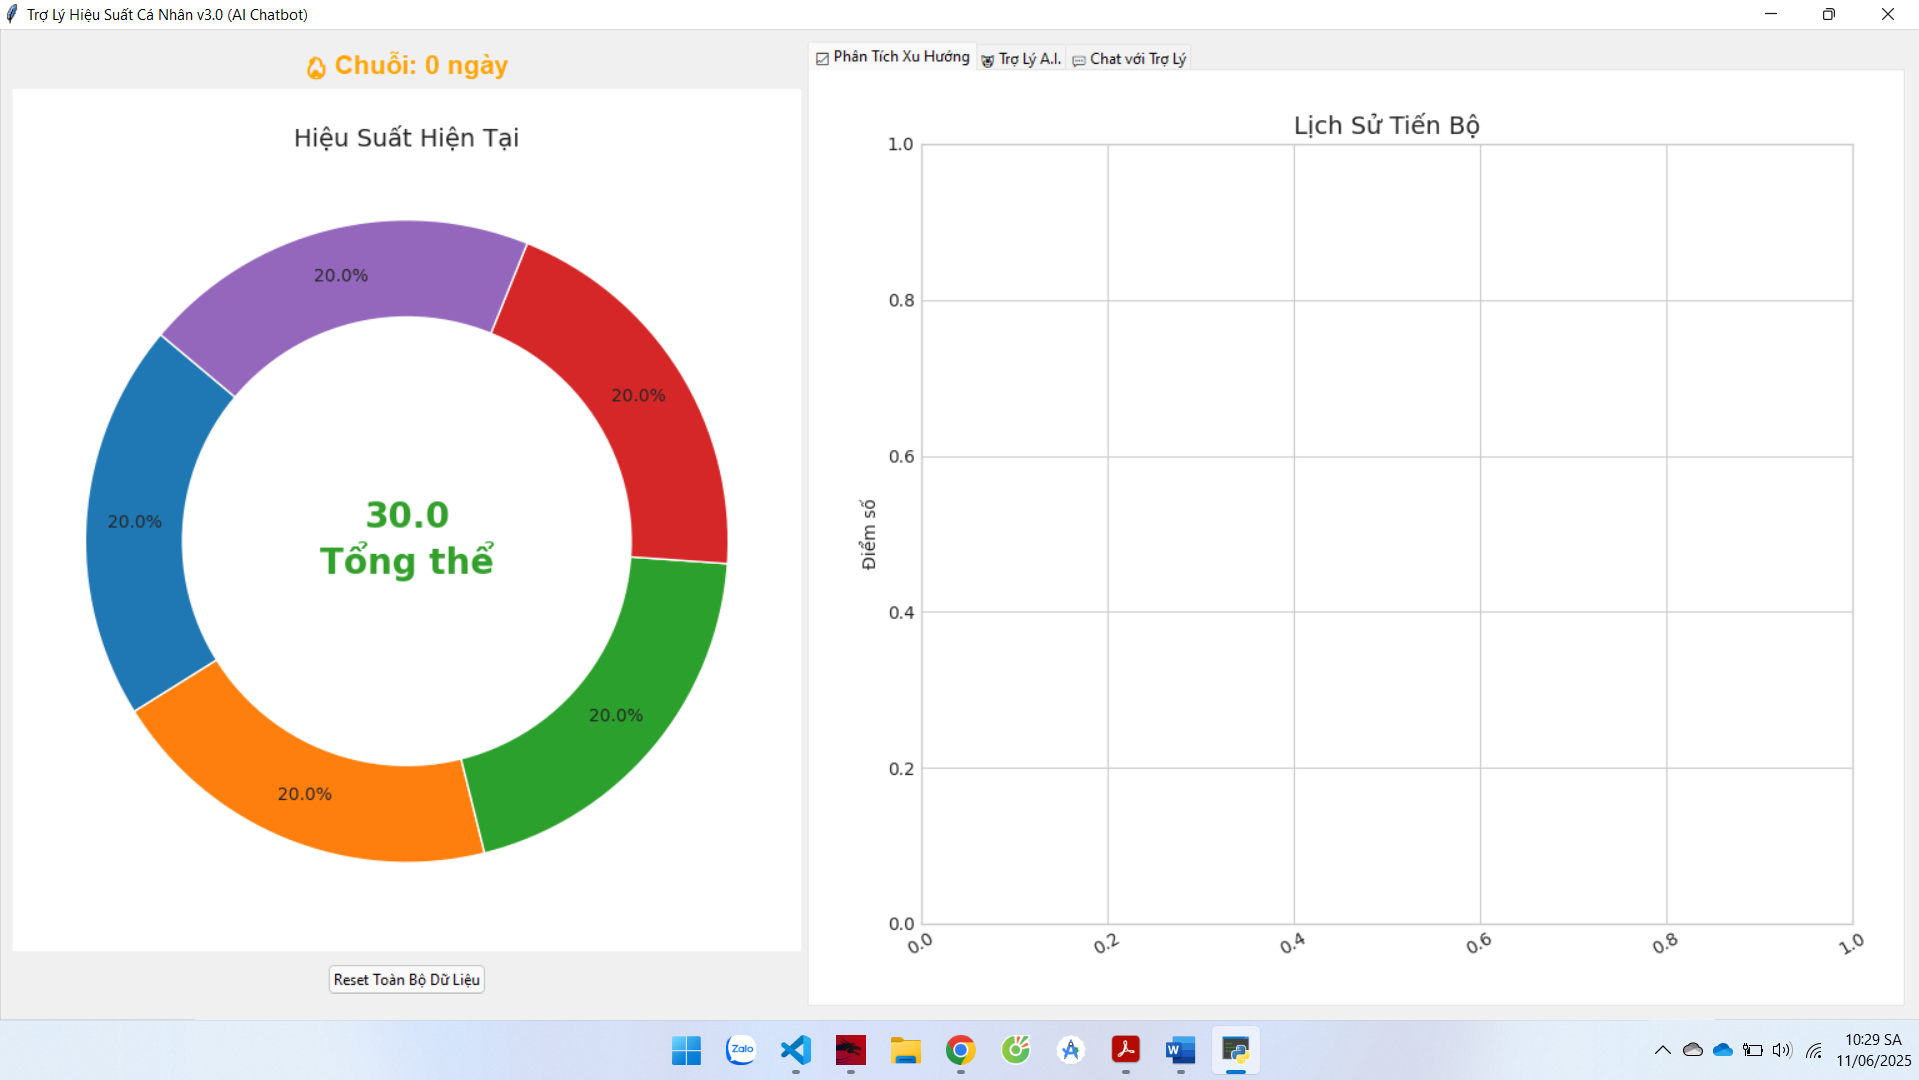 Trợ Lý Hiệu Suất Cá Nhân v3.0 (AI Chatbot)
Chuỗi: 0 ngày
Hiệu Suất Hiện Tại
20.0%
20.0%
20.0%
20.0%
20.0%
30.0
Tổng thể
Reset Toàn Bộ Dữ Liệu
Phân Tích Xu Hướng
Trợ Lý A.I.
Chat với Trợ Lý
Lịch Sử Tiến Bộ
1.0
0.8
0.6
0.4
0.2
0.0
Điểm số
0.0
0.2
0.4
0.6
0.8
1.0
Zalo
W
10:29 SA
11/06/2025